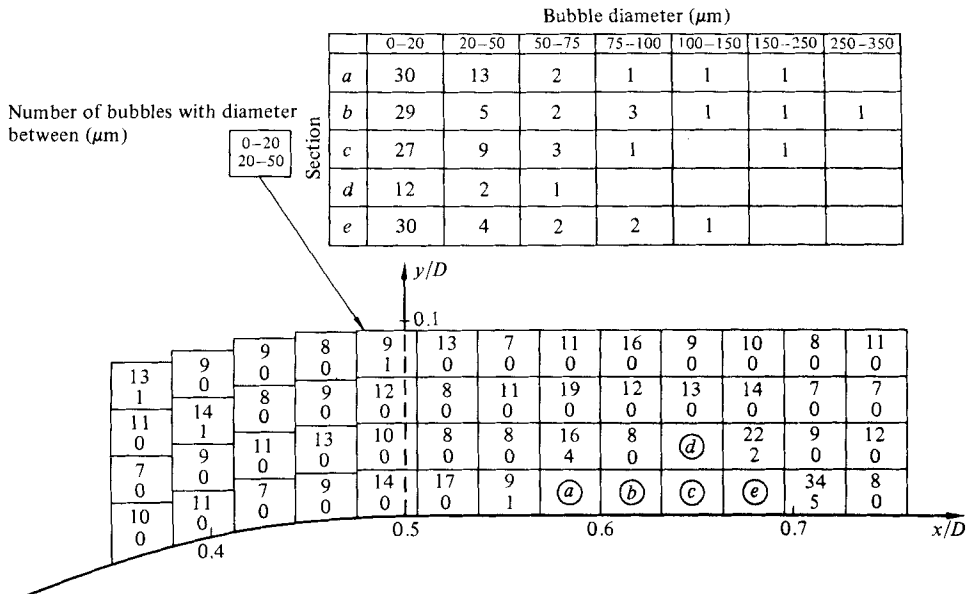 Bubble diameter (μm)
0–20 20–50 50–75 75–100 100–150 150–250 250–350
a 30 13 2 1 1 1
b 29 5 2 3 1 1 1
c 27 9 3 1 1
d 12 2 1
e 30 4 2 2 1
Section
Number of bubbles with diameter
between (μm)
0–20
20–50
y/D
0.1
13 9 9 8 9 13 7 11 16 9 10 8 11
1 0 0 0 1 0 0 0 0 0 0 0 0
11 14 8 9 12 8 11 19 12 13 14 7 7
0 1 0 0 0 0 0 0 0 0 0 0 0
7 9 11 13 10 8 8 16 8 d 22 9 12
0 0 0 0 0 0 0 4 0 2 0 0
10 11 7 9 14 17 9 a b c e 34 8
0 0 0 0 0 0 1 5 0
0.4 0.5 0.6 0.7 x/D